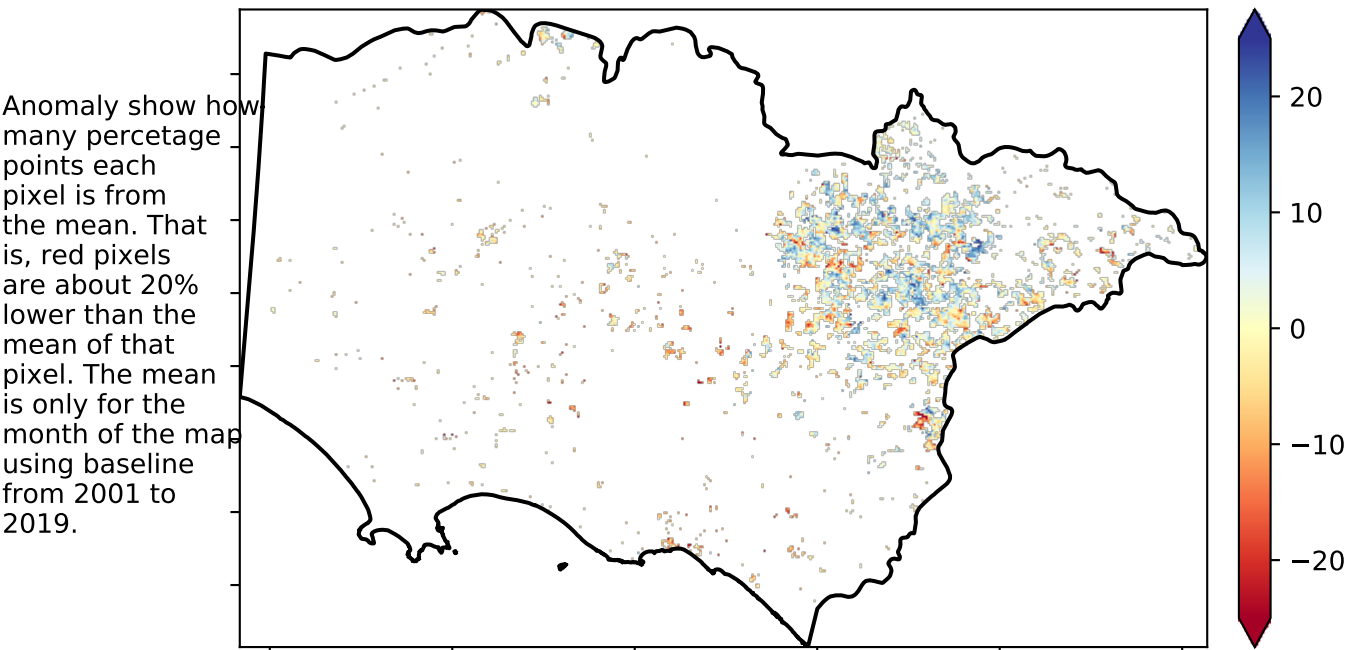 Anomaly show how
many percetage
points each
pixel is from
the mean. That
is, red pixels
are about 20%
lower than the
mean of that
pixel. The mean
is only for the
month of the map
using baseline
from 2001 to
2019.
20
10
0
−10
−20